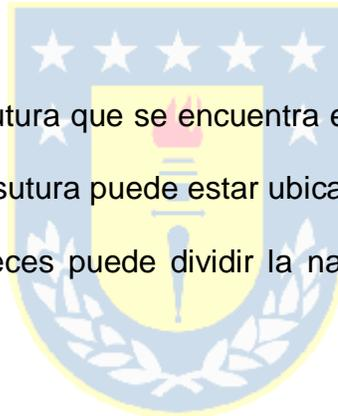 utura que se encuentra e
sutura puede estar ubica
eces puede dividir la na